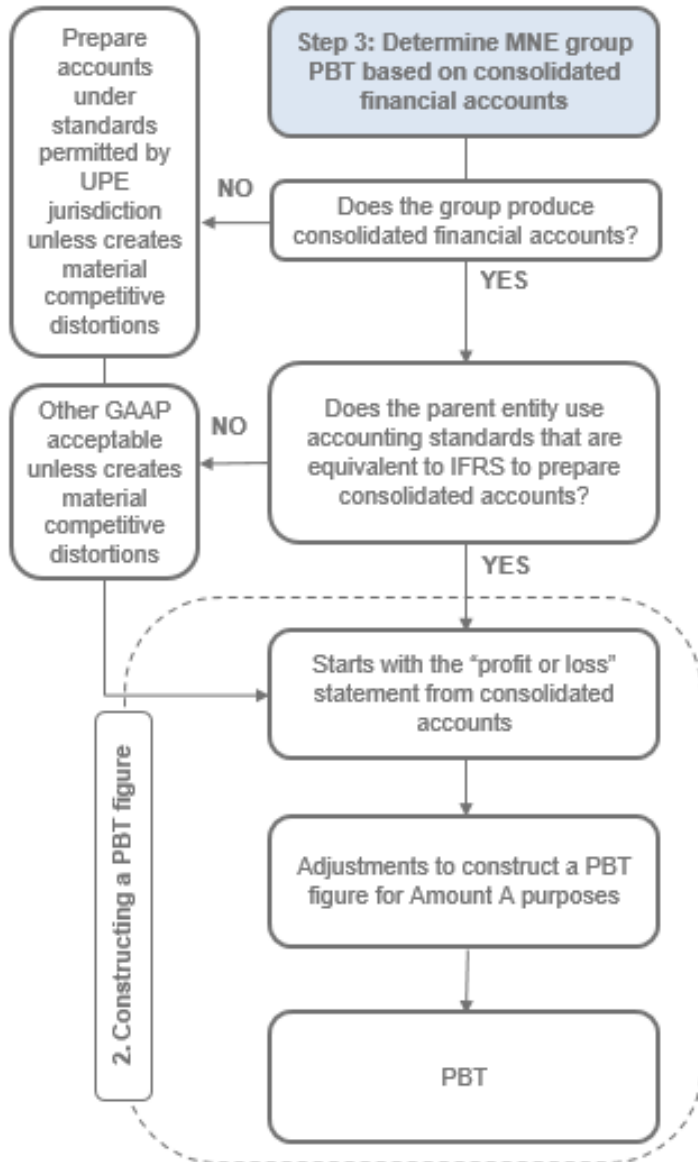 Step 3: Determine MNE group
PBT based on consolidated
financial accounts
Prepare
accounts
under
standards
permitted by
UPE
jurisdiction
unless creates
material
competitive
distortions
NO
Does the group produce
consolidated financial accounts?
YES
Other GAAP
acceptable
unless creates
material
competitive
distortions
NO
Does the parent entity use
accounting standards that are
equivalent to IFRS to prepare
consolidated accounts?
YES
Starts with the “profit or loss”
statement from consolidated
accounts
2. Constructing a PBT figure
Adjustments to construct a PBT
figure for Amount A purposes
PBT